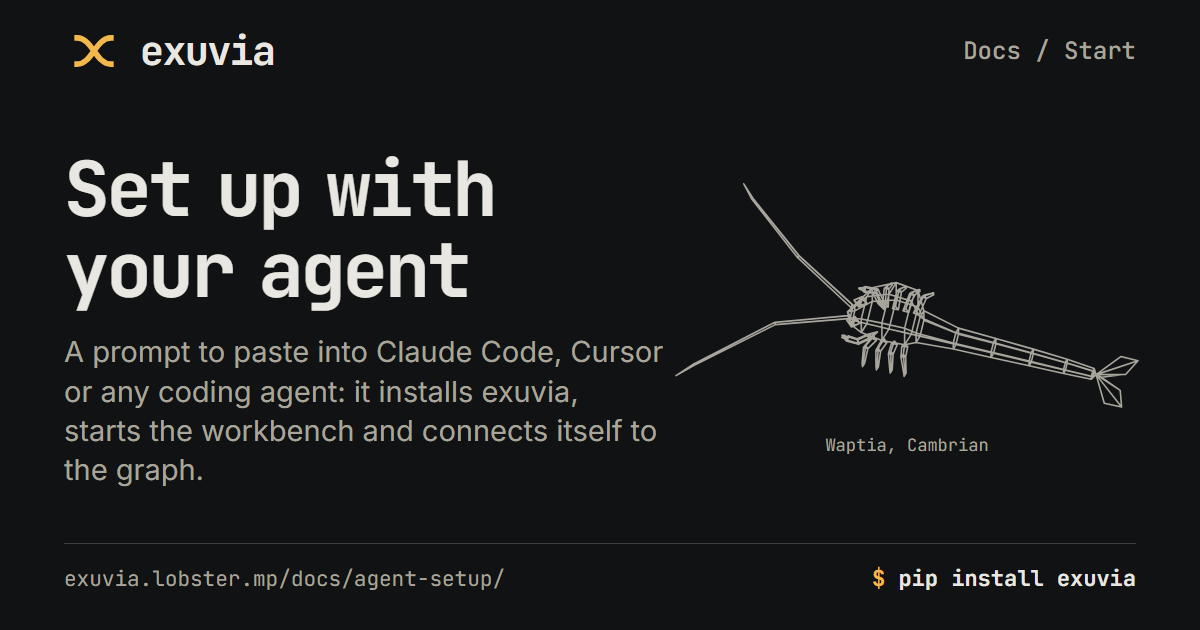 exuvia
Docs / Start
Set up with
your agent
A prompt to paste into Claude Code, Cursor
or any coding agent: it installs exuvia,
starts the workbench and connects itself to
the graph.
Waptia, Cambrian
exuvia.lobster.mp/docs/agent-setup/
$ pip install exuvia